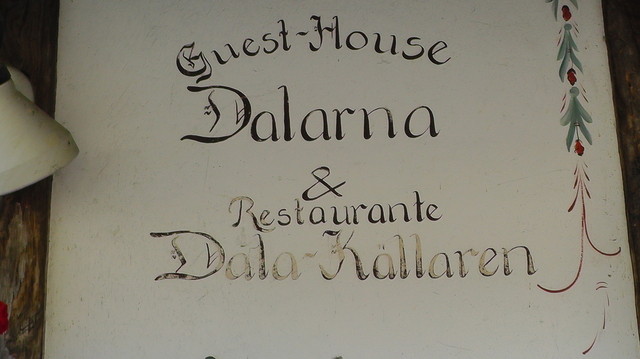 Guest-House
Dalarna
&
Restaurante
Dala-Källaren